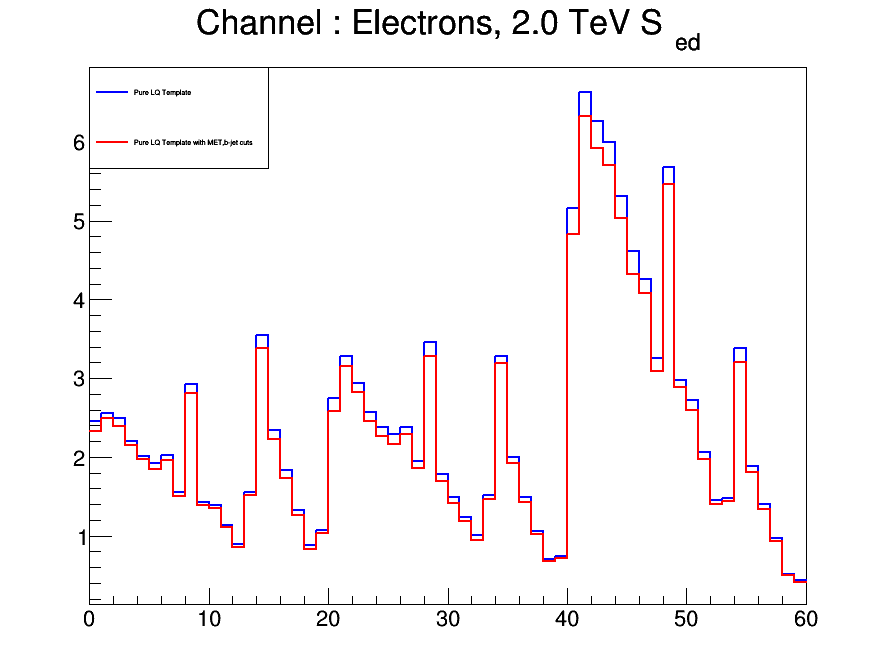 Channel : Electrons, 2.0 TeV S ed
Pure LQ Template
Pure LQ Template with MET,b-jet cuts
6
5
4
3
2
1
0 10 20 30 40 50 60